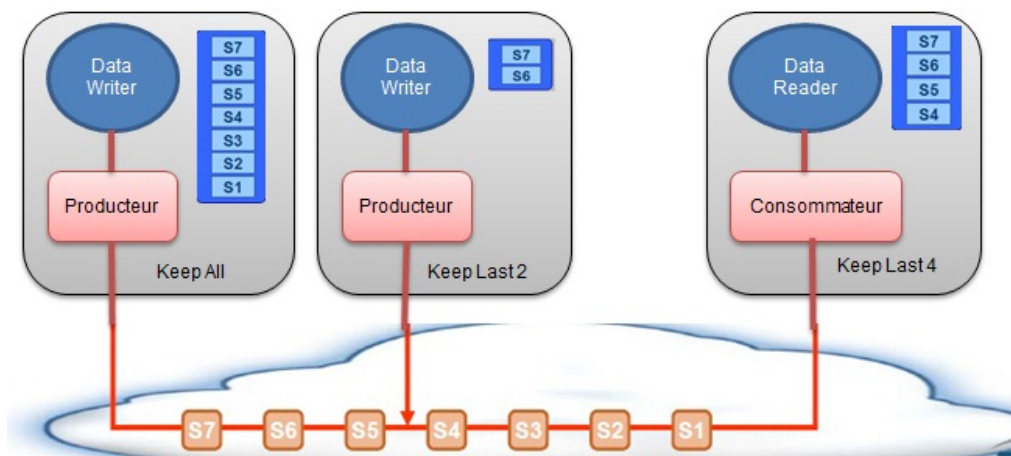 Data
Writer
S7
S6
S5
S4
S3
S2
S1
Producteur
Keep All
Data
Writer
S7
S6
Producteur
Keep Last 2
Data
Reader
S7
S6
S5
S4
Consommateur
Keep Last 4
S7 S6 S5 S4 S3 S2 S1